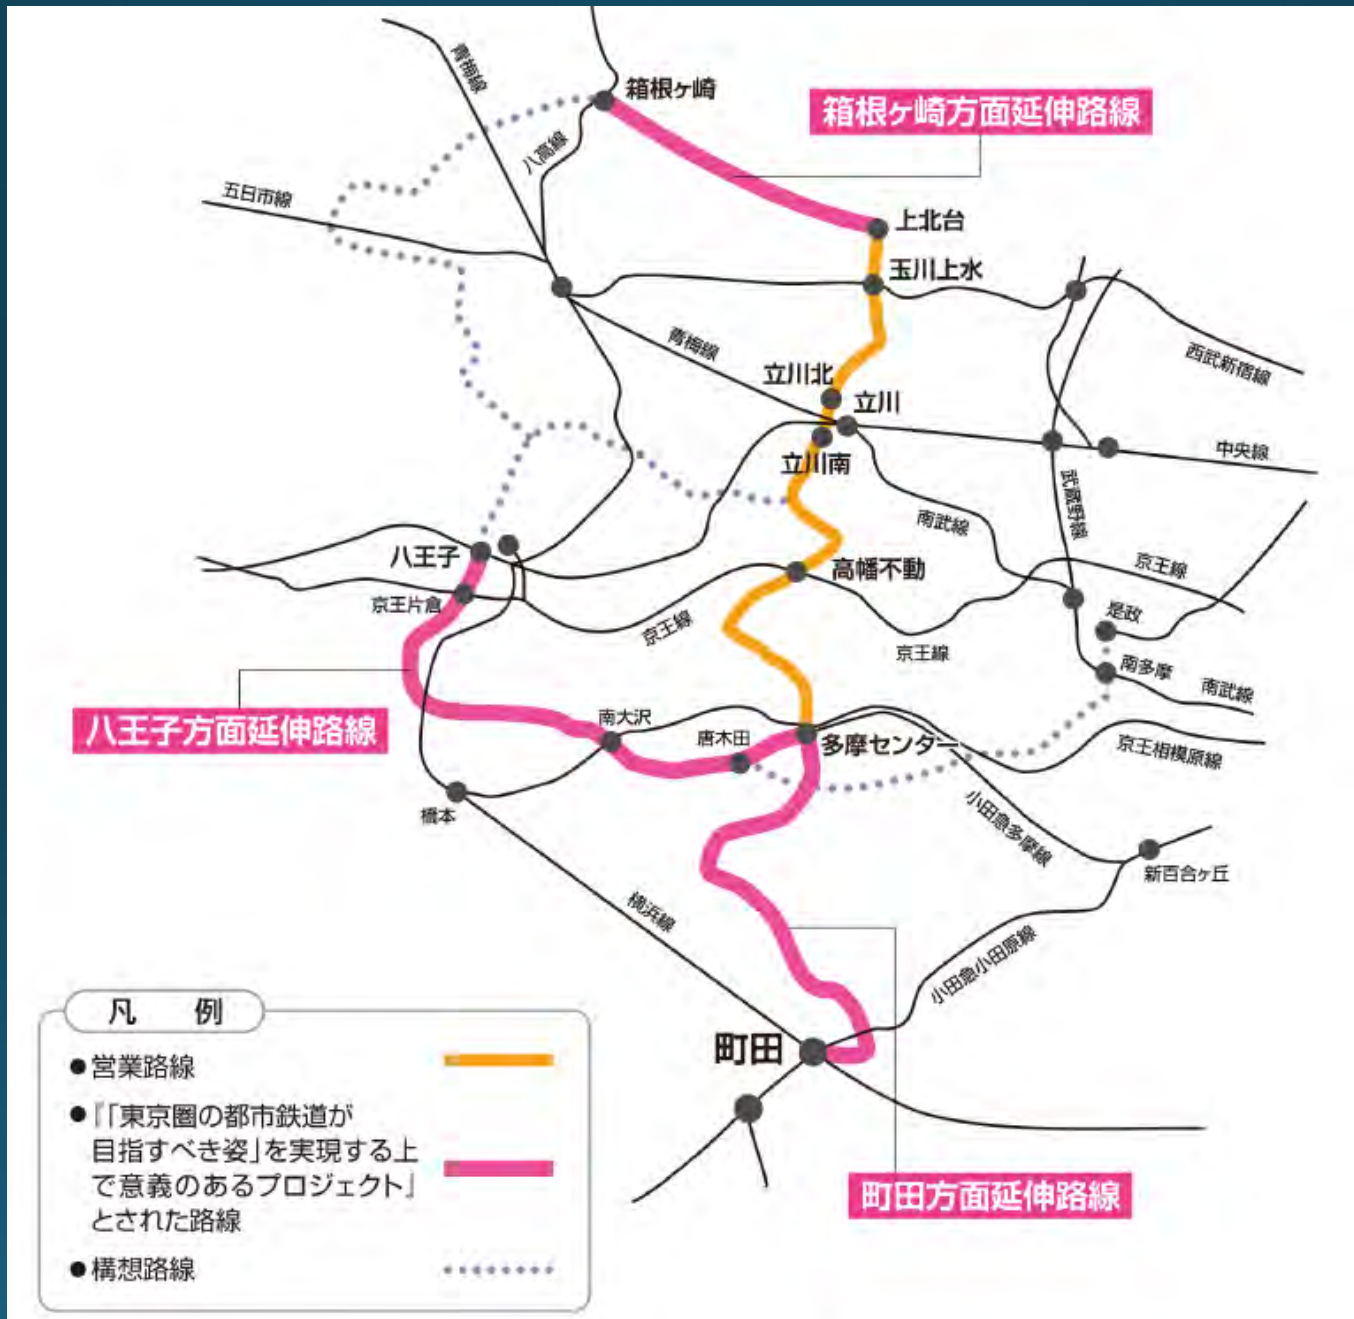 青梅線
箱根ヶ崎
箱根ヶ崎方面延伸路線
八高線
五日市線
上北台
玉川上水
青梅線
西武新宿線
立川北
立川
中央線
立川南
武蔵野線
南武線
八王子
高幡不動
京王線
京王片倉
是政
京王線
京王線
南多摩
南武線
八王子方面延伸路線
南大沢
唐木田
多摩センター
京王相模原線
橋本
小田急多摩線
新百合ヶ丘
横浜線
小田急小田原線
町田
町田方面延伸路線
凡 例
●営業路線
●『「東京圏の都市鉄道が
目指すべき姿」を実現する上
で意義のあるプロジェクト』
とされた路線
●構想路線